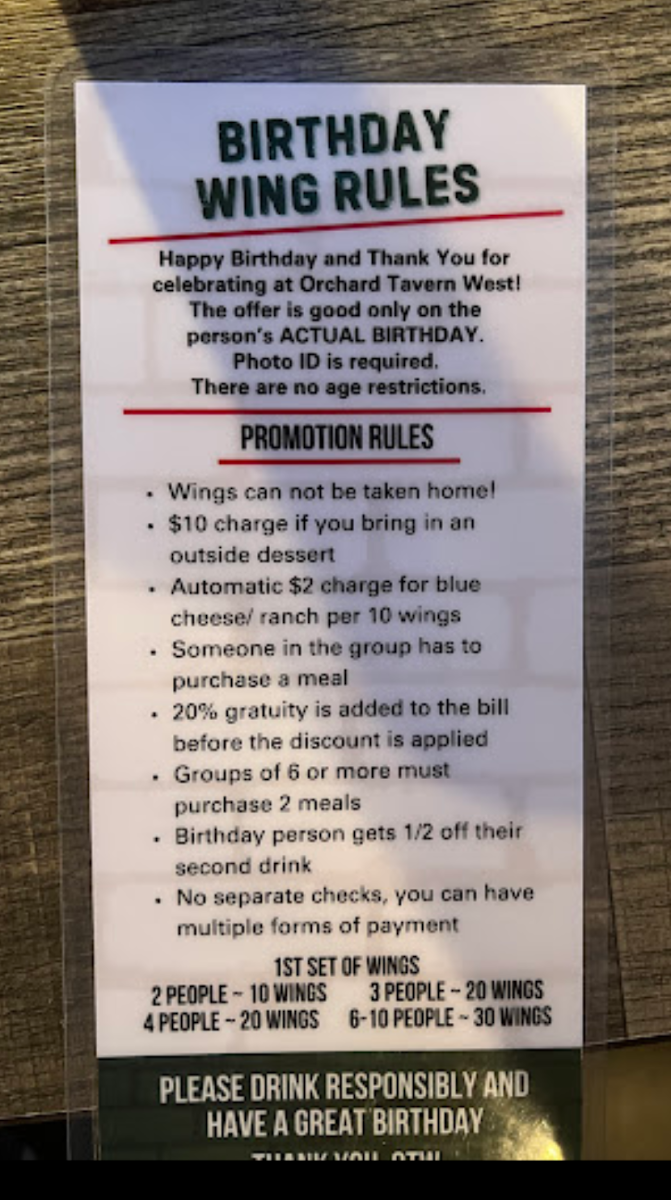 BIRTHDAY
WING RULES
Happy Birthday and Thank You for
celebrating at Orchard Tavern West!
The offer is good only on the
person's ACTUAL BIRTHDAY.
Photo ID is required.
There are no age restrictions.
PROMOTION RULES
• Wings can not be taken home!
• $10 charge if you bring in an
outside dessert
• Automatic $2 charge for blue
cheese/ ranch per 10 wings
• Someone in the group has to
purchase a meal
• 20% gratuity is added to the bill
before the discount is applied
• Groups of 6 or more must
purchase 2 meals
• Birthday person gets 1/2 off their
second drink
• No separate checks, you can have
multiple forms of payment
1ST SET OF WINGS
2 PEOPLE ~ 10 WINGS 3 PEOPLE ~ 20 WINGS
4 PEOPLE ~ 20 WINGS 6-10 PEOPLE ~ 30 WINGS
PLEASE DRINK RESPONSIBLY AND
HAVE A GREAT BIRTHDAY
THANK YOU, OTW!